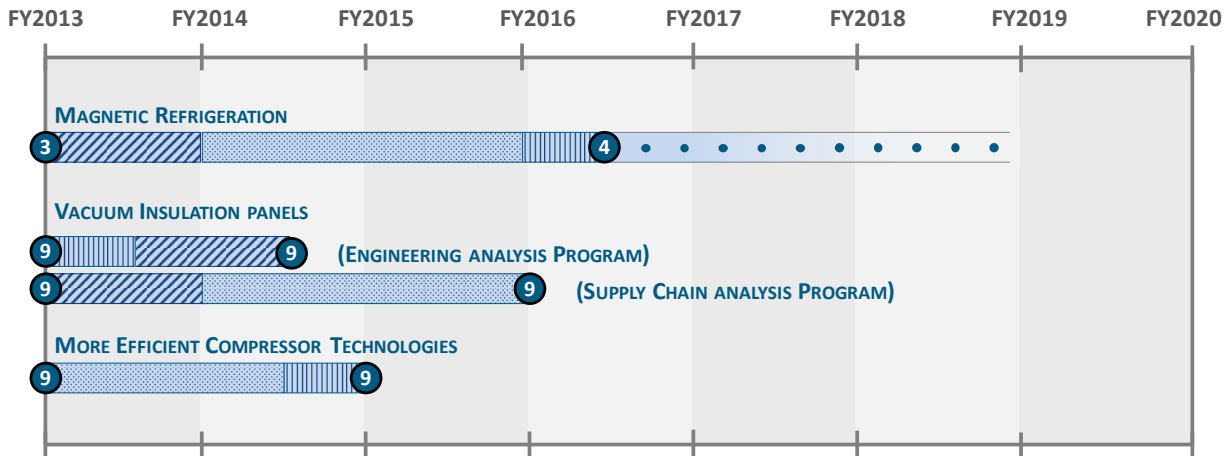 FY2013 FY2014 FY2015 FY2016 FY2017 FY2018 FY2019 FY2020
MAGNETIC REFRIGERATION
3 4
VACUUM INSULATION PANELS
9 9 (ENGINEERING ANALYSIS PROGRAM)
9 9 (SUPPLY CHAIN ANALYSIS PROGRAM)
MORE EFFICIENT COMPRESSOR TECHNOLOGIES
9 9